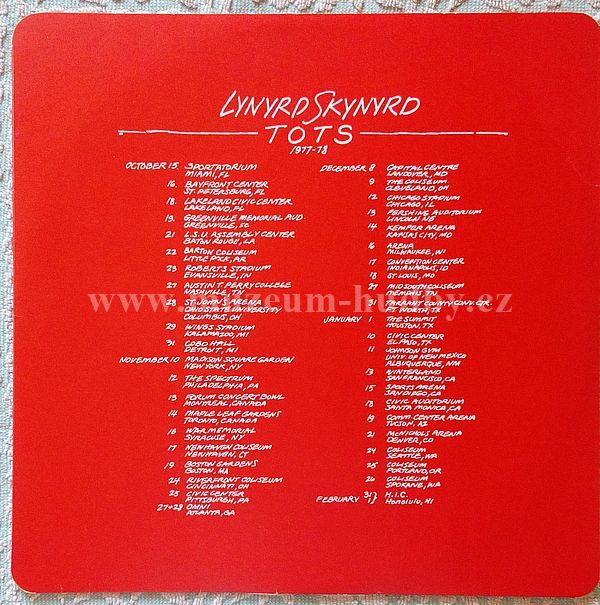 LYNYRD SKYNYRD
TOTS
1977-78
OCTOBER 15. SPORTATORIUM
MIAMI, FL
16. BAYFRONT CENTER
ST. PETERSBURG, FL
18. LAKELAND CIVIC CENTER
LAKELAND, FL
19. GREENVILLE MEMORIAL AUD.
GREENVILLE, SC
21 L.S.U. ASSEMBLY CENTER
BATON ROUGE, LA
22 BARTON COLISEUM
LITTLE ROCK, AR
23 ROBERTS STADIUM
EVANSVILLE, IN
27 AUSTIN T. PERRY COLLEGE
NASHVILLE, TN
28 ST. JOHN'S ARENA
OHIO STATE UNIVERSITY
COLUMBUS, OH
29 WINGS STADIUM
KALAMAZOO, MI
31 COBO HALL
DETROIT, MI
NOVEMBER 10 MADISON SQUARE GARDEN
NEW YORK, NY
12 THE SPECTRUM
PHILADELPHIA, PA
13 FORUM CONCERT BOWL
MONTREAL, CANADA
14 MAPLE LEAF GARDENS
TORONTO, CANADA
16 WAR MEMORIAL
SYRACUSE, NY
17 NEW HAVEN COLISEUM
NEW HAVEN, CT
19 BOSTON GARDENS
BOSTON, MA
24 RIVERFRONT COLISEUM
CINCINNATI, OH
25 CIVIC CENTER
PITTSBURGH, PA
27+28 OMNI
ATLANTA, GA
DECEMBER 8 CAPITAL CENTRE
LANDOVER, MD
9 THE COLISEUM
CLEVELAND, OH
12 CHICAGO STADIUM
CHICAGO, IL
13 PERSHING AUDITORIUM
LINCOLN NE
14 KEMPER ARENA
KANSAS CITY, MO
16 ARENA
MILWAUKEE, WI
17 CONVENTION CENTER
INDIANAPOLIS, ID
18 ST. LOUIS, MO
29 MID SOUTH COLISEUM
MEMPHIS, TN
31 TARRANT COUNTY CONV. CTR
FT WORTH, TX
JANUARY 1 THE SUMMIT
HOUSTON, TX
10 CIVIC CENTER
EL PASO, TX
11 JOHNSON GYM
UNIV. OF NEW MEXICO
ALBUQUERQUE, NM
13 WINTERLAND
SAN FRANCISCO, CA
15 SPORTS ARENA
SAN DIEGO, CA
18 CIVIC AUDITORIUM
SANTA MONICA, CA
19 COMM. CENTER ARENA
TUCSON, AZ
21 McNICHOLS ARENA
DENVER, CO
24 COLISEUM
SEATTLE, WA
25 COLISEUM
PORTLAND, OR
26 COLISEUM
SPOKANE, WA
31 H.I.C.
FEBRUARY 1 Honolulu, HI